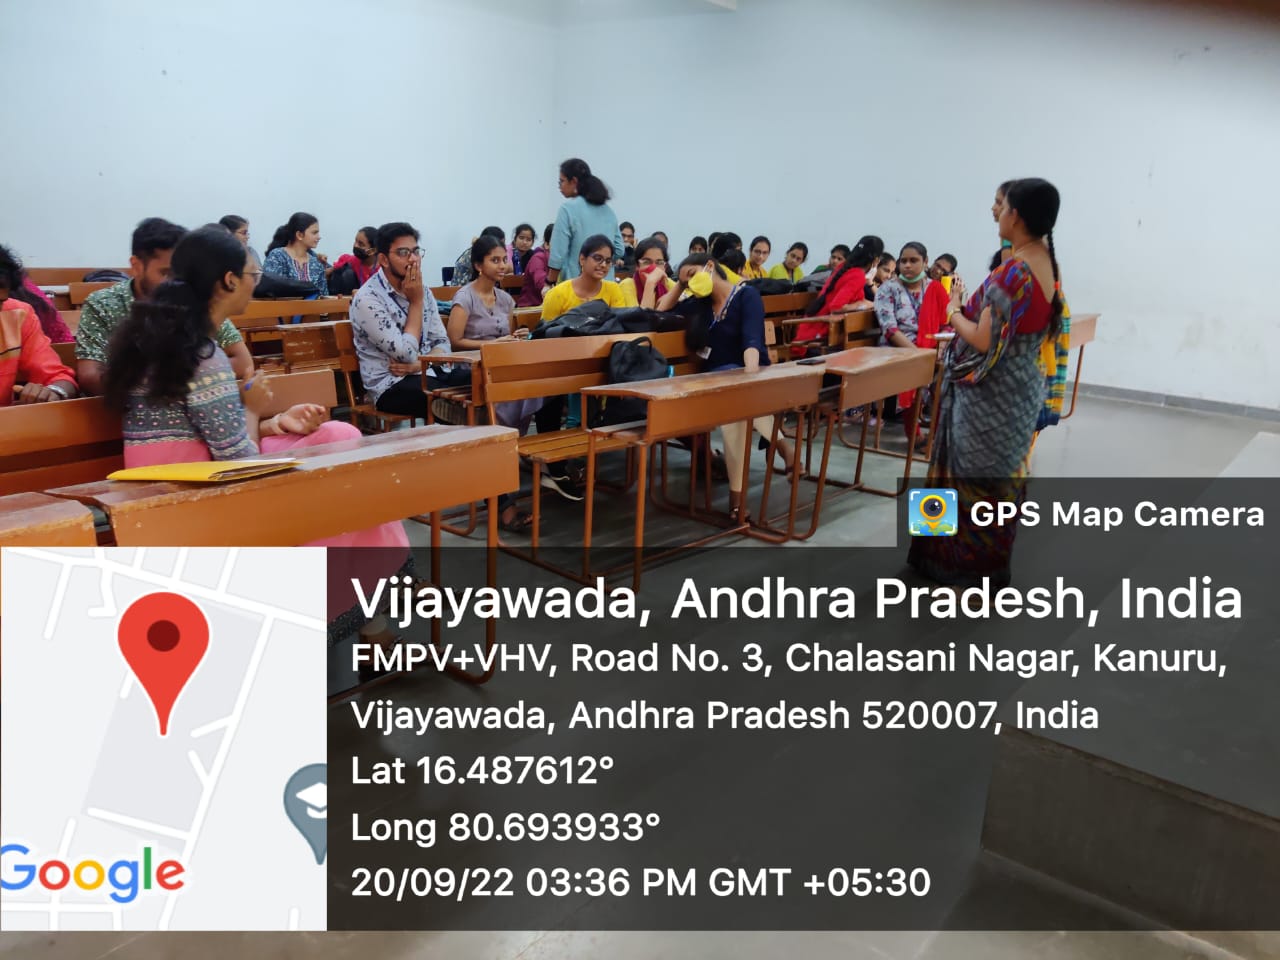 GPS Map Camera
Vijayawada, Andhra Pradesh, India
FMPV+VHV, Road No. 3, Chalasani Nagar, Kanuru,
Vijayawada, Andhra Pradesh 520007, India
Lat 16.487612°
Long 80.693933°
20/09/22 03:36 PM GMT +05:30
Google